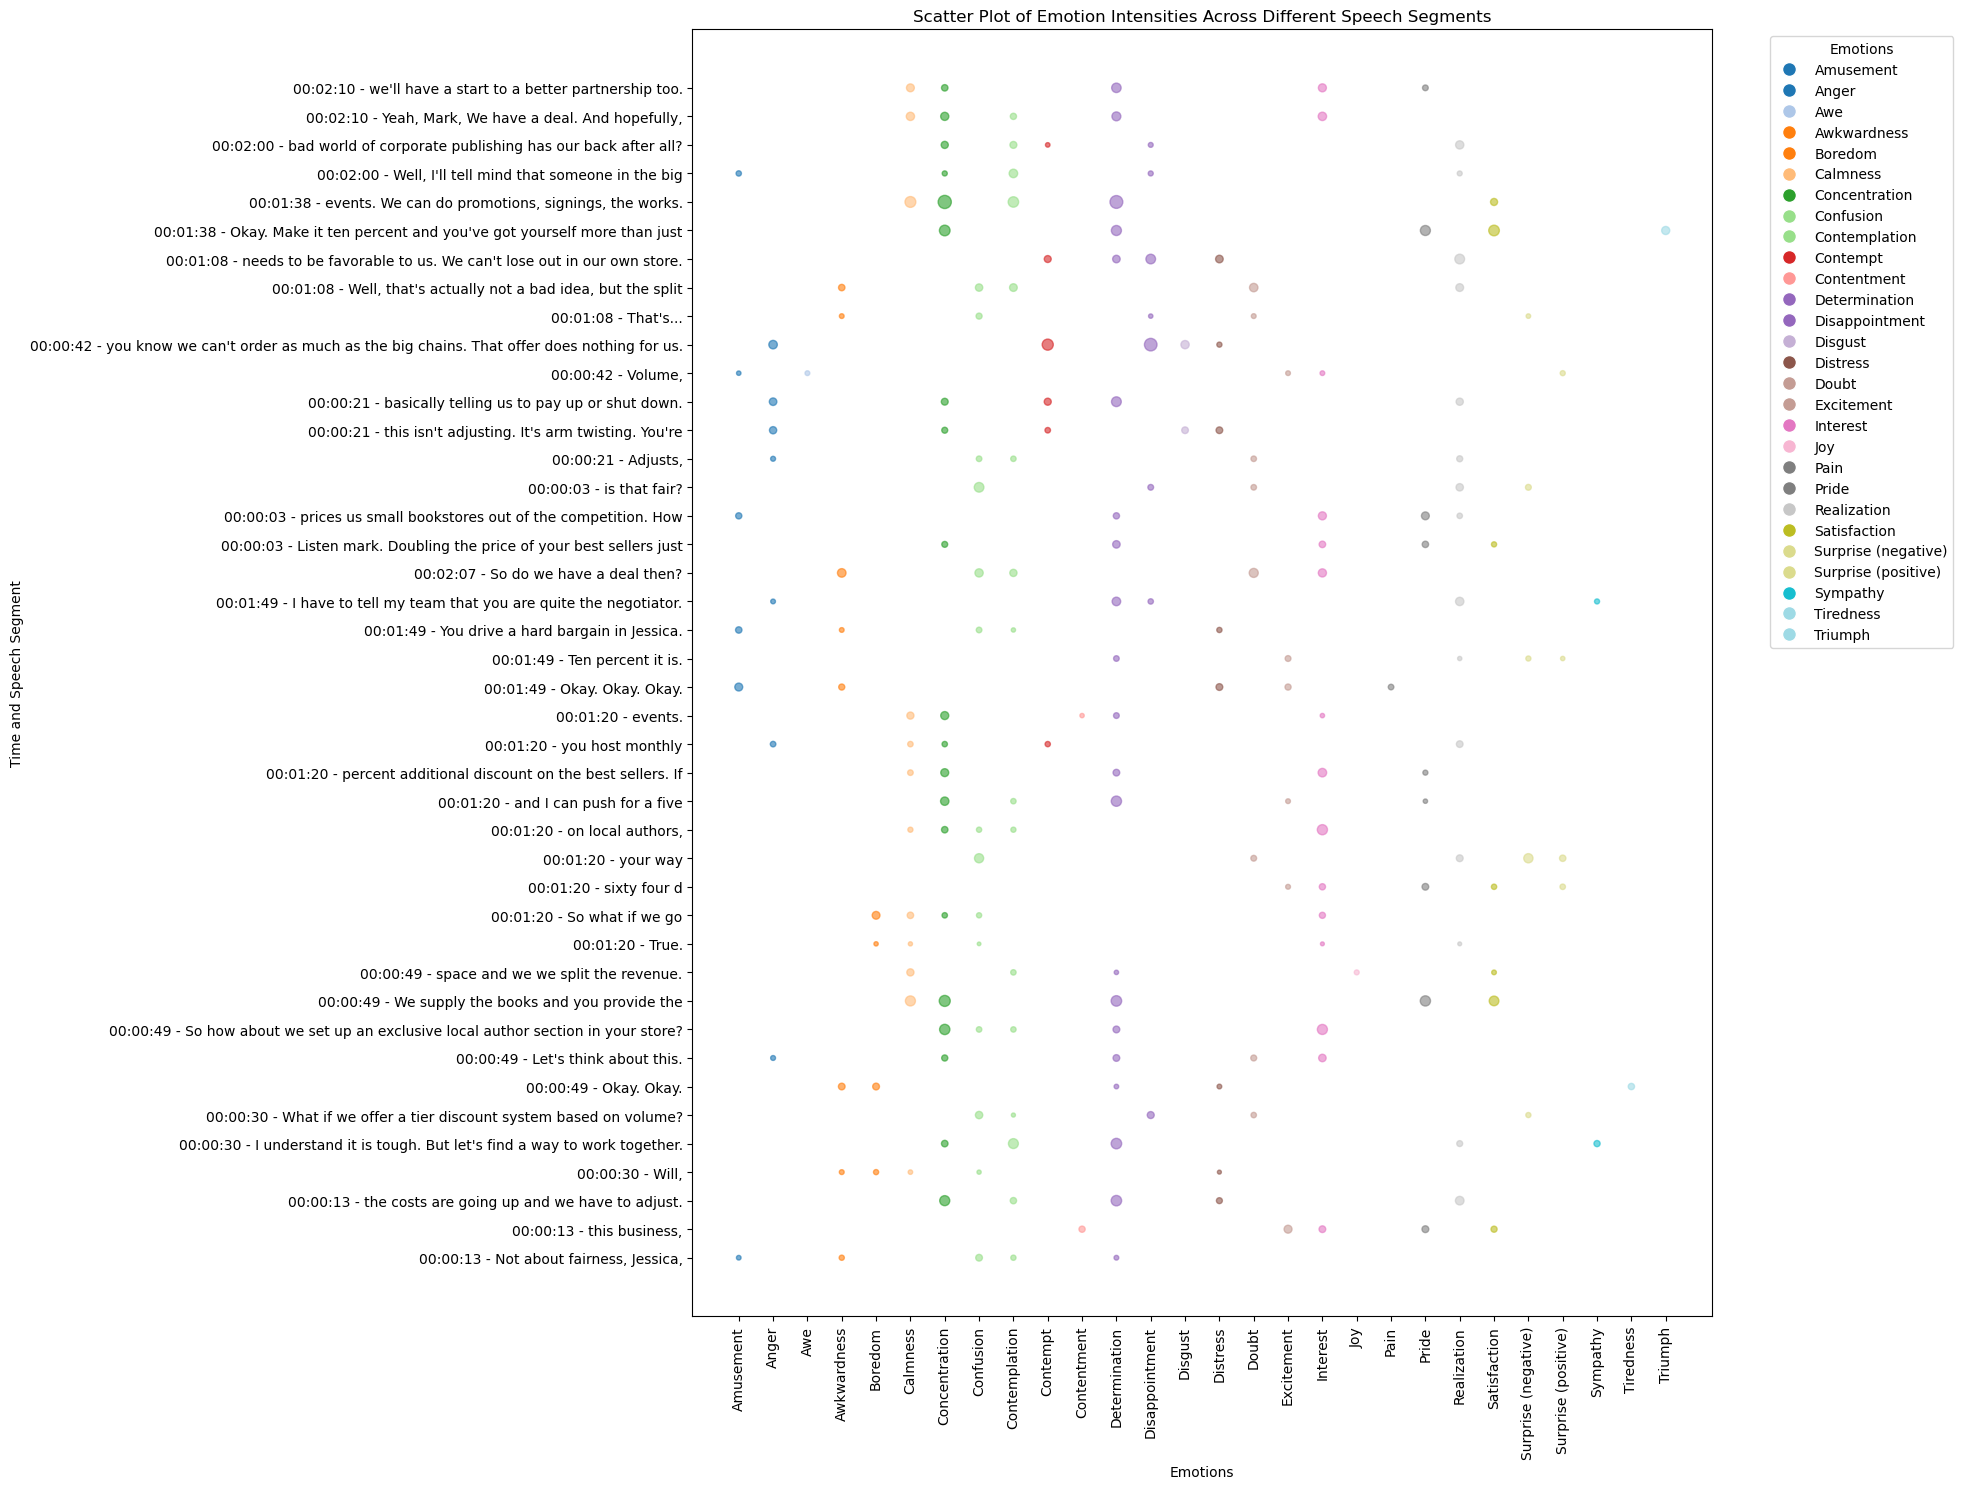 Scatter Plot of Emotion Intensities Across Different Speech Segments
Time and Speech Segment
00:02:10 - we'll have a start to a better partnership too.
00:02:10 - Yeah, Mark, We have a deal. And hopefully,
00:02:00 - bad world of corporate publishing has our back after all?
00:02:00 - Well, I'll tell mind that someone in the big
00:01:38 - events. We can do promotions, signings, the works.
00:01:38 - Okay. Make it ten percent and you've got yourself more than just
00:01:08 - needs to be favorable to us. We can't lose out in our own store.
00:01:08 - Well, that's actually not a bad idea, but the split
00:01:08 - That's...
00:00:42 - you know we can't order as much as the big chains. That offer does nothing for us.
00:00:42 - Volume,
00:00:21 - basically telling us to pay up or shut down.
00:00:21 - this isn't adjusting. It's arm twisting. You're
00:00:21 - Adjusts,
00:00:03 - is that fair?
00:00:03 - prices us small bookstores out of the competition. How
00:00:03 - Listen mark. Doubling the price of your best sellers just
00:02:07 - So do we have a deal then?
00:01:49 - I have to tell my team that you are quite the negotiator.
00:01:49 - You drive a hard bargain in Jessica.
00:01:49 - Ten percent it is.
00:01:49 - Okay. Okay. Okay.
00:01:20 - events.
00:01:20 - you host monthly
00:01:20 - percent additional discount on the best sellers. If
00:01:20 - and I can push for a five
00:01:20 - on local authors,
00:01:20 - your way
00:01:20 - sixty four d
00:01:20 - So what if we go
00:01:20 - True.
00:00:49 - space and we we split the revenue.
00:00:49 - We supply the books and you provide the
00:00:49 - So how about we set up an exclusive local author section in your store?
00:00:49 - Let's think about this.
00:00:49 - Okay. Okay.
00:00:30 - What if we offer a tier discount system based on volume?
00:00:30 - I understand it is tough. But let's find a way to work together.
00:00:30 - Will,
00:00:13 - the costs are going up and we have to adjust.
00:00:13 - this business,
00:00:13 - Not about fairness, Jessica,
Amusement
Anger
Awe
Awkwardness
Boredom
Calmness
Concentration
Confusion
Contemplation
Contempt
Contentment
Determination
Disappointment
Disgust
Distress
Doubt
Excitement
Interest
Joy
Pain
Pride
Realization
Satisfaction
Surprise (negative)
Surprise (positive)
Sympathy
Tiredness
Triumph
Emotions
Emotions
Amusement
Anger
Awe
Awkwardness
Boredom
Calmness
Concentration
Confusion
Contemplation
Contempt
Contentment
Determination
Disappointment
Disgust
Distress
Doubt
Excitement
Interest
Joy
Pain
Pride
Realization
Satisfaction
Surprise (negative)
Surprise (positive)
Sympathy
Tiredness
Triumph